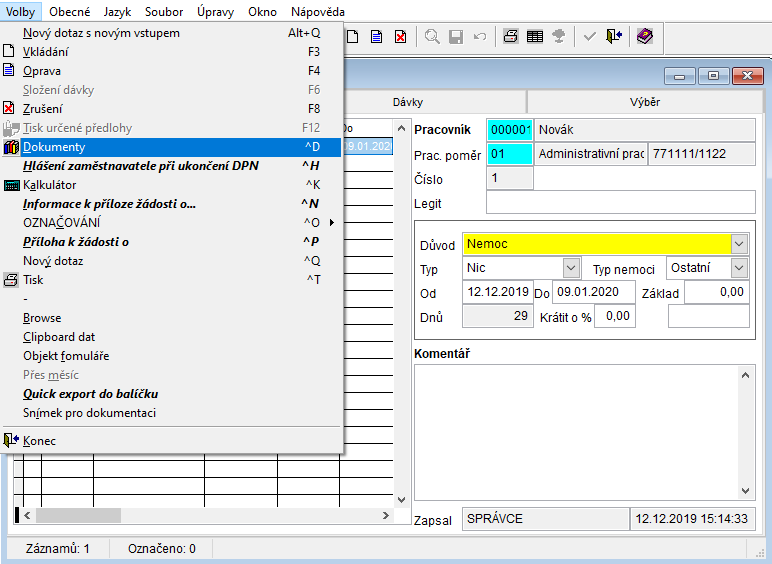 Volby Obecné Jazyk Soubor Úpravy Okno Nápověda
Nový dotaz s novým vstupem Alt+Q
Vkládání F3
Oprava F4
Složení dávky F6
Zrušení F8
Tisk určené předlohy F12
Dokumenty ^D
Hlášení zaměstnavatele při ukončení DPN ^H
Kalkulátor ^K
Informace k příloze žádosti o... ^N
OZNAČOVÁNÍ ^O
Příloha k žádosti o ^P
Nový dotaz ^Q
Tisk ^T
-
Browse
Clipboard dat
Objekt fomuláře
Přes měsíc
Quick export do balíčku
Snímek pro dokumentaci
Konec
Dávky Výběr
Do
09.01.2020
Pracovník 000001 Novák
Prac. poměr 01 Administrativní prac 771111/1122
Číslo 1
Legit
Důvod Nemoc
Typ Nic Typ nemoci Ostatní
Od 12.12.2019 Do 09.01.2020 Základ 0,00
Dnů 29 Krátit o % 0,00
Komentář
Zapsal SPRÁVCE 12.12.2019 15:14:33
Záznamů: 1 Označeno: 0